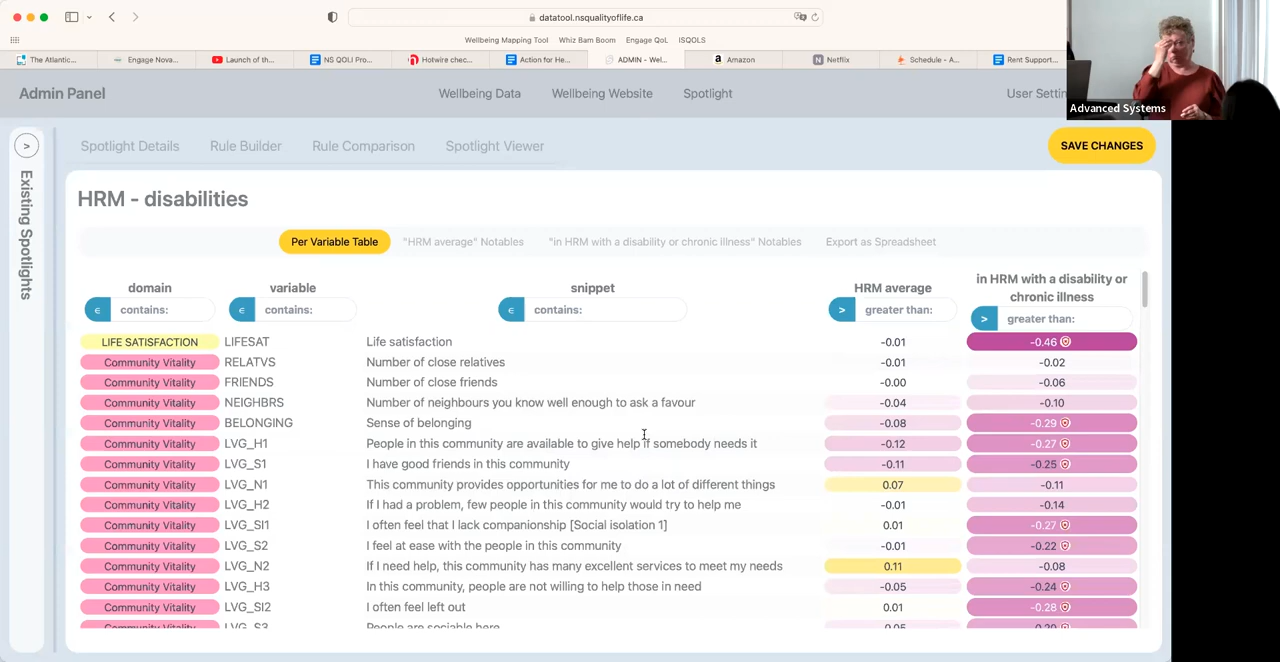 datatool.nsqualityoflife.ca
Wellbeing Mapping Tool Whiz Bam Boom Engage QoL ISQOLS
The Atlantic... Engage Nova... Launch of th... NS QOLI Pro... Hotwire chec... Action for He... ADMIN - Wel... Amazon Netflix Schedule - A... Rent Support...
Advanced Systems
Admin Panel Wellbeing Data Wellbeing Website Spotlight User Settin
Existing Spotlights
Spotlight Details Rule Builder Rule Comparison Spotlight Viewer SAVE CHANGES
HRM - disabilities
Per Variable Table "HRM average" Notables "in HRM with a disability or chronic Illness" Notables Export as Spreadsheet
domain variable snippet HRM average in HRM with a disability or
chronic illness
∈ contains: ∈ contains: ∈ contains: > greater than: > greater than:
LIFE SATISFACTION LIFESAT Life satisfaction -0.01 -0.46
Community Vitality RELATVS Number of close relatives -0.01 -0.02
Community Vitality FRIENDS Number of close friends -0.00 -0.06
Community Vitality NEIGHBRS Number of neighbours you know well enough to ask a favour -0.04 -0.10
Community Vitality BELONGING Sense of belonging -0.08 -0.29
Community Vitality LVG_H1 People in this community are available to give help if somebody needs it -0.12 -0.27
Community Vitality LVG_S1 I have good friends in this community -0.11 -0.25
Community Vitality LVG_N1 This community provides opportunities for me to do a lot of different things 0.07 -0.11
Community Vitality LVG_H2 If I had a problem, few people in this community would try to help me -0.01 -0.14
Community Vitality LVG_SI1 I often feel that I lack companionship [Social isolation 1] 0.01 -0.27
Community Vitality LVG_S2 I feel at ease with the people in this community -0.01 -0.22
Community Vitality LVG_N2 If I need help, this community has many excellent services to meet my needs 0.11 -0.08
Community Vitality LVG_H3 In this community, people are not willing to help those in need -0.05 -0.24
Community Vitality LVG_SI2 I often feel left out 0.01 -0.28
Community Vitality LVG_S3 People are sociable here